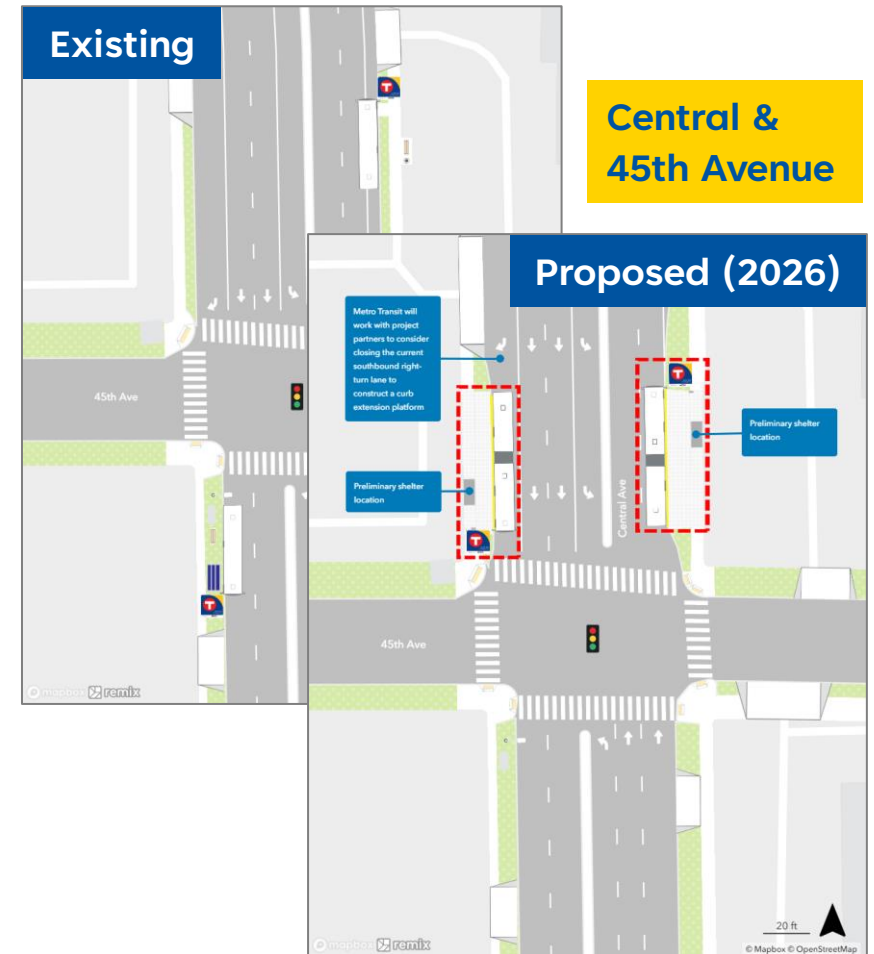 Existing
Central &
45th Avenue
T
45th Ave
T
mapbox remix
Proposed (2026)
Metro Transit will
work with project
partners to consider
closing the current
southbound right-
turn lane to
construct a curb
extension platform
T
Preliminary shelter
location
Preliminary shelter
location
Central Ave
T
45th Ave
20 ft
mapbox remix
© Mapbox © OpenStreetMap